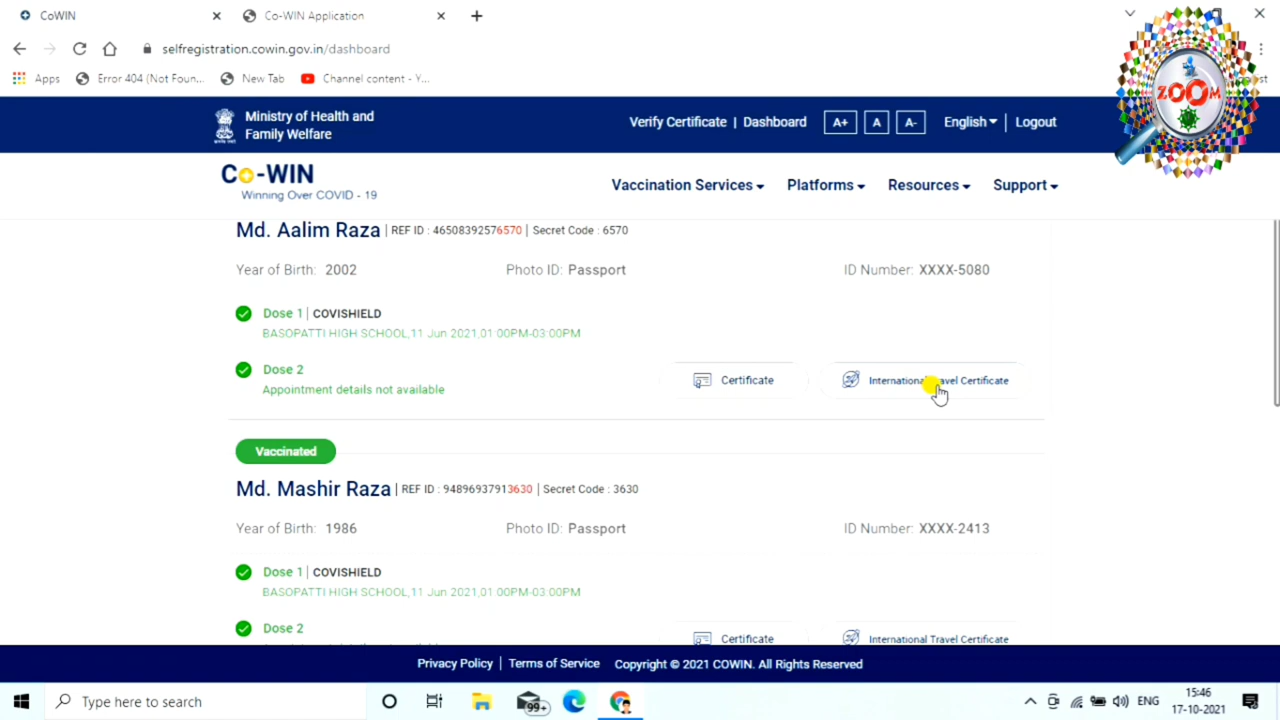 CoWIN
Co-WIN Application
selfregistration.cowin.gov.in/dashboard
Apps
Error 404 (Not Foun...
New Tab
Channel content - Y...
ZOOM
Ministry of Health and
Family Welfare
Verify Certificate | Dashboard
A+
A
A-
English
Logout
Co-WIN
Winning Over COVID - 19
Vaccination Services
Platforms
Resources
Support
Md. Aalim Raza | REF ID : 46508392576570 | Secret Code : 6570
Year of Birth: 2002
Photo ID: Passport
ID Number: XXXX-5080
Dose 1 | COVISHIELD
BASOPATTI HIGH SCHOOL,11 Jun 2021,01:00PM-03:00PM
Dose 2
Appointment details not available
Certificate
International Travel Certificate
Vaccinated
Md. Mashir Raza | REF ID : 94896937913630 | Secret Code : 3630
Year of Birth: 1986
Photo ID: Passport
ID Number: XXXX-2413
Dose 1 | COVISHIELD
BASOPATTI HIGH SCHOOL,11 Jun 2021,01:00PM-03:00PM
Dose 2
Certificate
International Travel Certificate
Privacy Policy | Terms of Service
Copyright © 2021 COWIN. All Rights Reserved
Type here to search
99+
ENG
15:46
17-10-2021